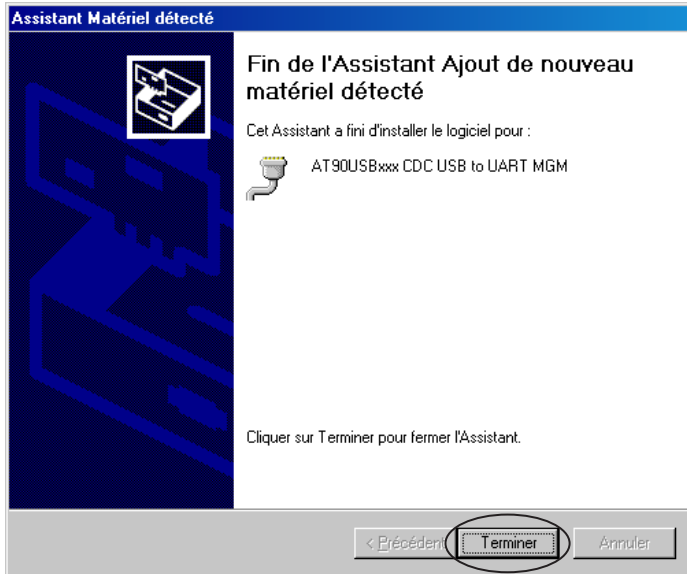 Assistant Matériel détecté
Fin de l'Assistant Ajout de nouveau
matériel détecté
Cet Assistant a fini d'installer le logiciel pour :
AT90USBxxx CDC USB to UART MGM
Cliquer sur Terminer pour fermer l'Assistant.
< Précédent Terminer Annuler